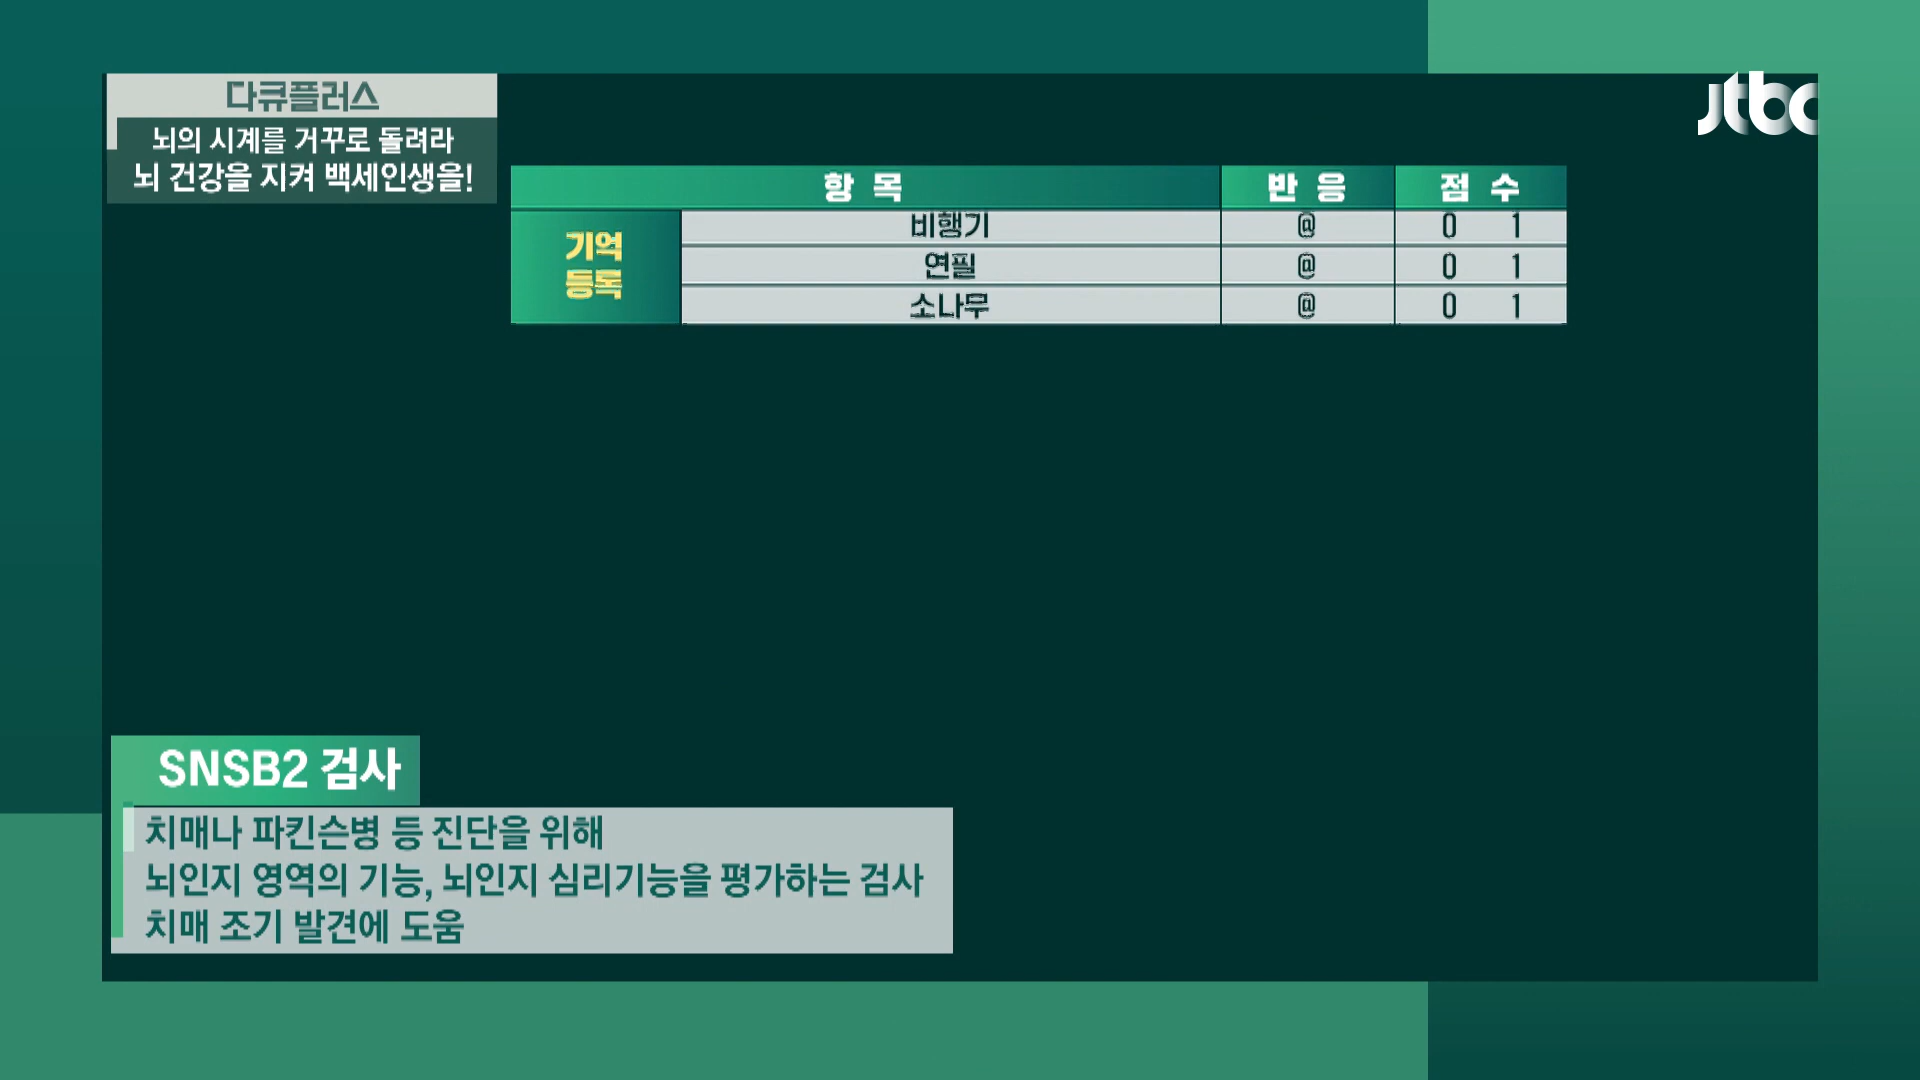 다큐플러스
뇌의 시계를 거꾸로 돌려라
뇌 건강을 지켜 백세인생을!
jtbc
항 목 반 응 점 수
기억
등록
비행기 @ 0 1
연필 @ 0 1
소나무 @ 0 1
SNSB2 검사
치매나 파킨슨병 등 진단을 위해
뇌인지 영역의 기능, 뇌인지 심리기능을 평가하는 검사
치매 조기 발견에 도움